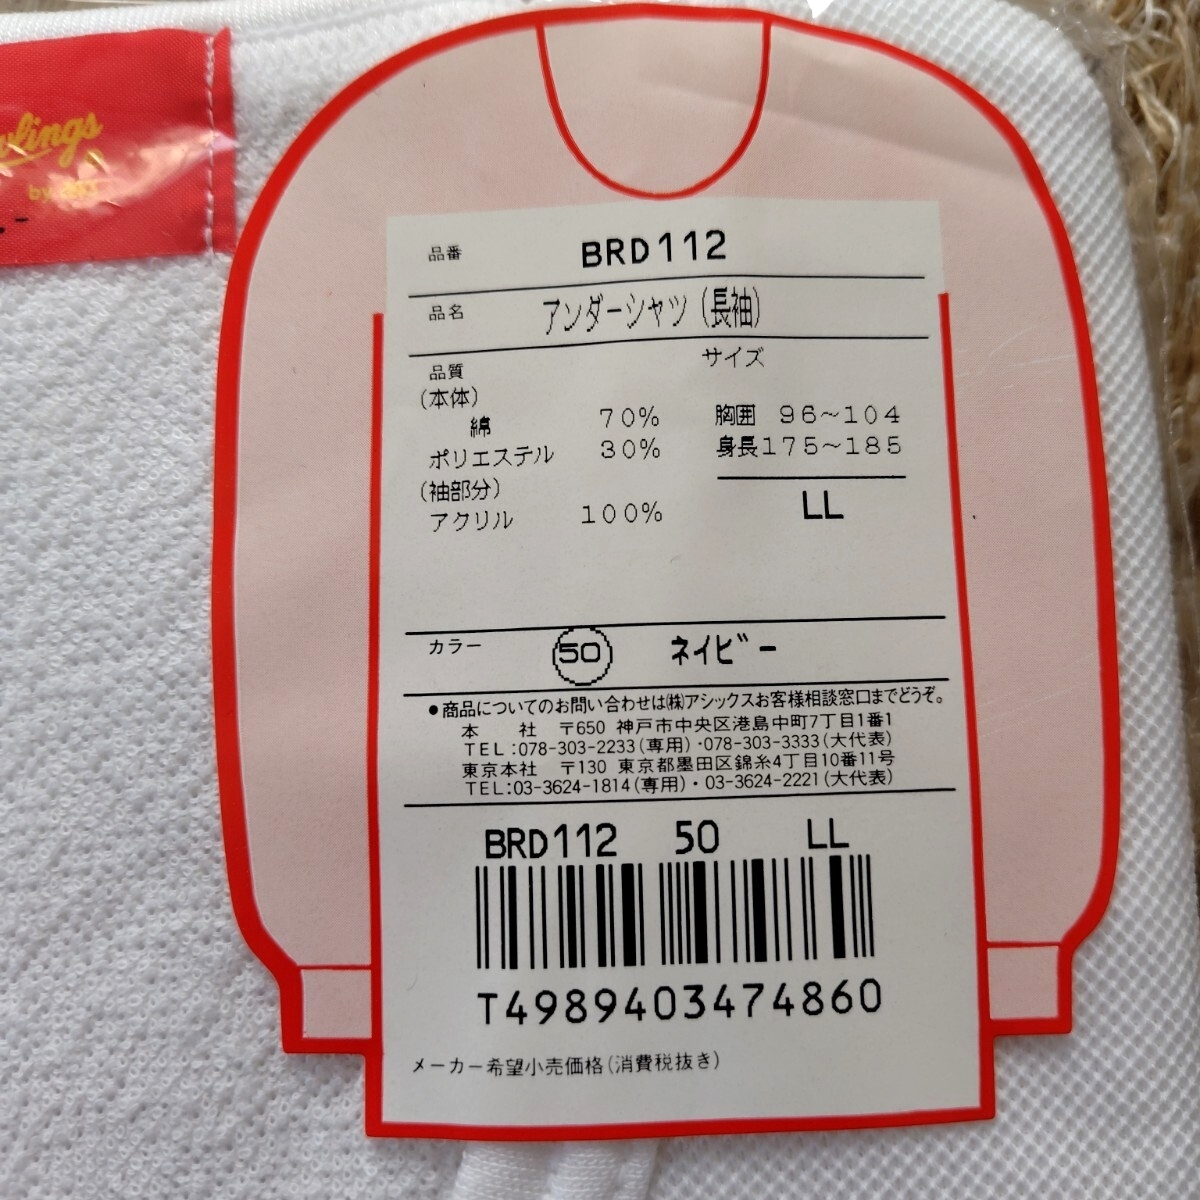 by
品番 BRD112
品名 アンダーシャツ(長袖)
品質 サイズ
(本体)
綿 70% 胸囲 96~104
ポリエステル 30% 身長175~185
(袖部分) LL
アクリル 100%
カラー 50 ネイビー
●商品についてのお問い合わせは㈱アシックスお客様相談窓口までどうぞ。
本 社 〒650 神戸市中央区港島中町7丁目1番1
TEL:078-303-2233(専用)・078-303-3333(大代表)
東京本社 〒130 東京都墨田区錦糸4丁目10番11号
TEL:03-3624-1814(専用)・03-3624-2221(大代表)
BRD112 50 LL
T4989403474860
メーカー希望小売価格(消費税抜き)